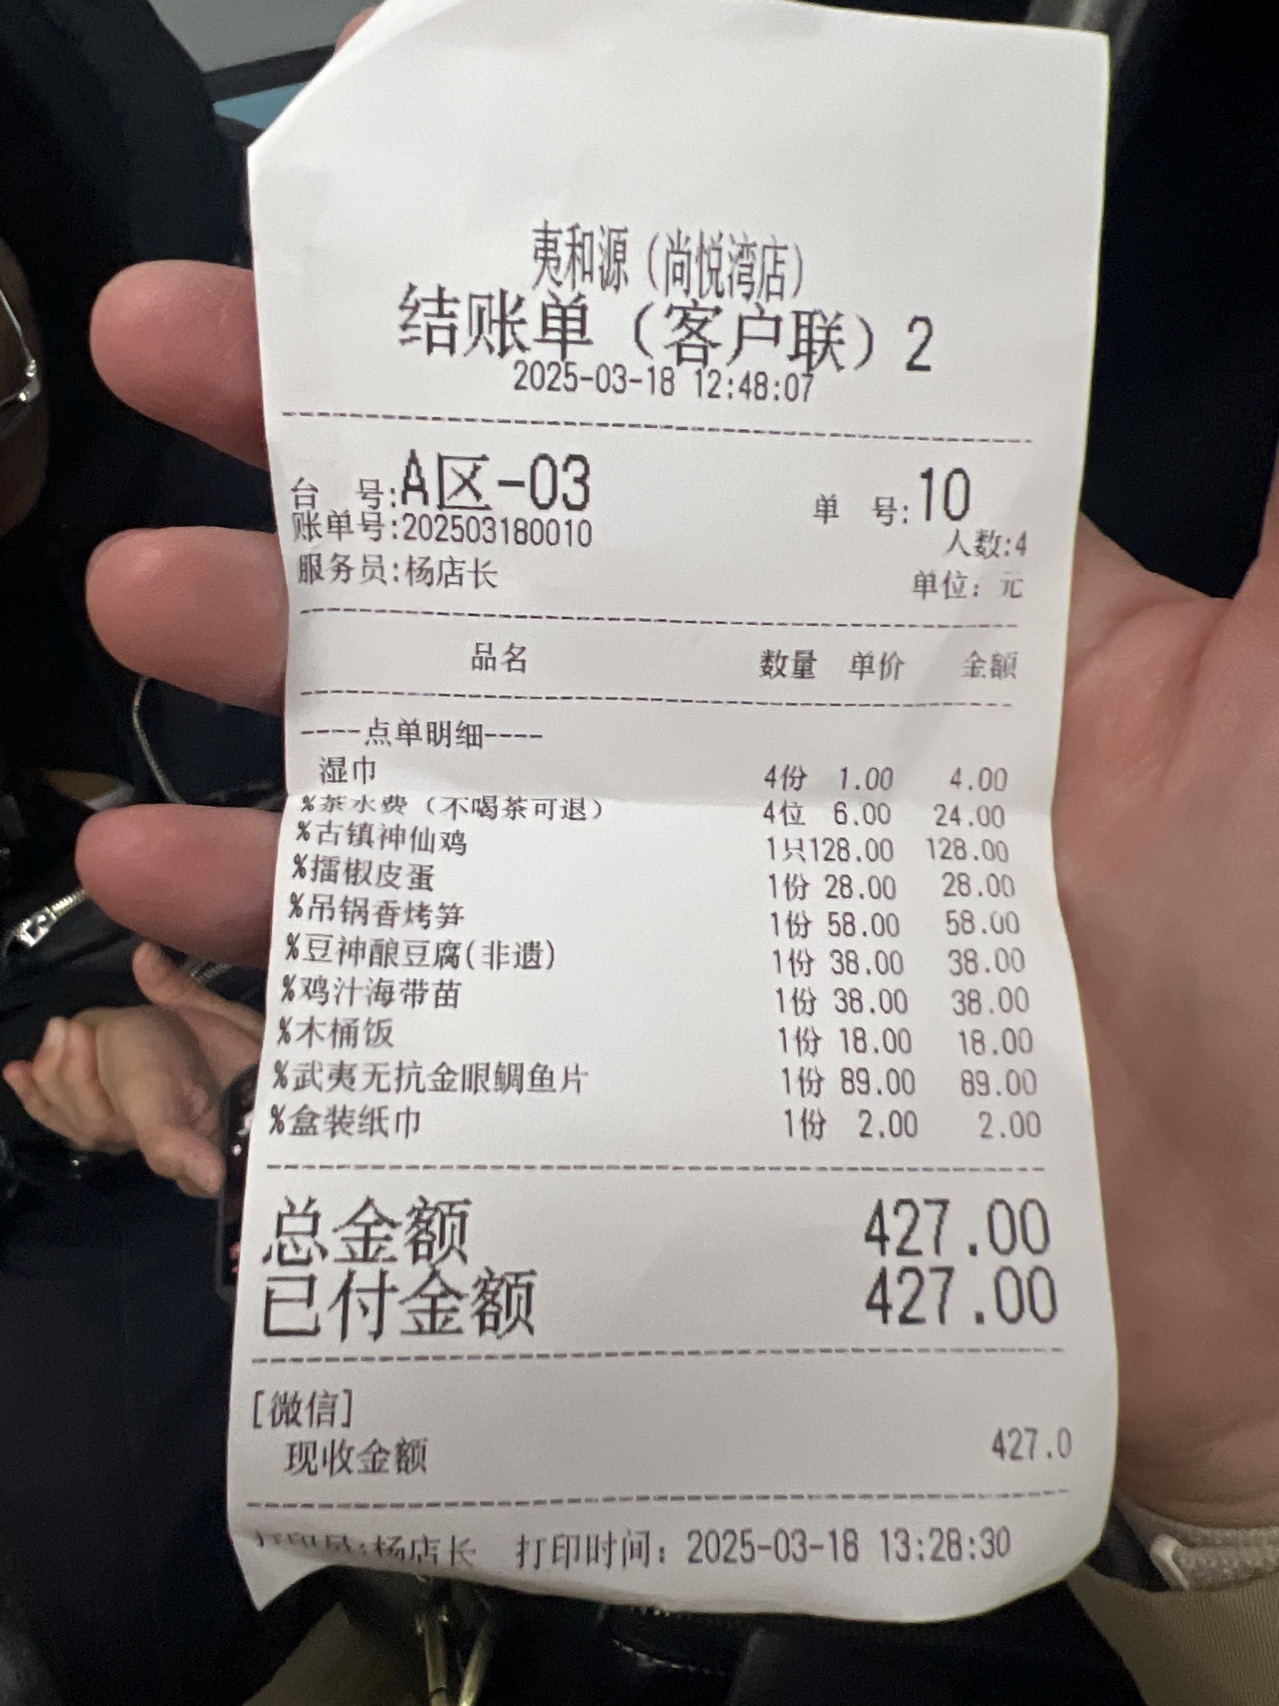 夷和源（尚悦湾店）
结账单（客户联）2
2025-03-18 12:48:07
台 号:A区-03 单 号:10
账单号:202503180010 人数:4
服务员:杨店长 单位：元
品名 数量 单价 金额
----点单明细----
湿巾 4份 1.00 4.00
%茶水费（不喝茶可退） 4位 6.00 24.00
%古镇神仙鸡 1只128.00 128.00
%擂椒皮蛋 1份 28.00 28.00
%吊锅香烤笋 1份 58.00 58.00
%豆神酿豆腐(非遗) 1份 38.00 38.00
%鸡汁海带苗 1份 38.00 38.00
%木桶饭 1份 18.00 18.00
%武夷无抗金眼鲷鱼片 1份 89.00 89.00
%盒装纸巾 1份 2.00 2.00
总金额 427.00
已付金额 427.00
[微信]
现收金额 427.0
打印员:杨店长 打印时间：2025-03-18 13:28:30